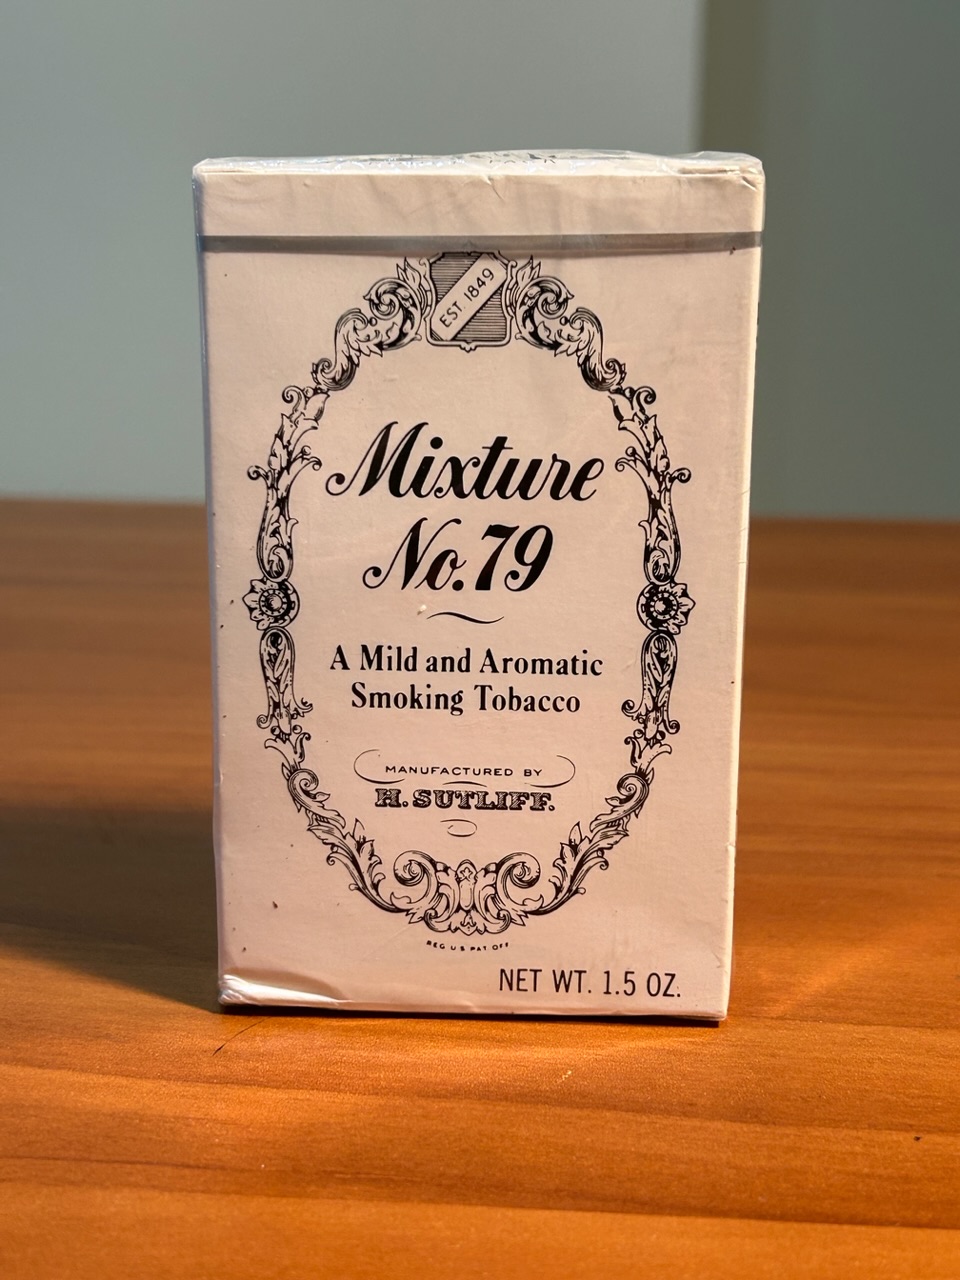 EST. 1849
Mixture
No. 79
A Mild and Aromatic
Smoking Tobacco
MANUFACTURED BY
H. SUTLIFF.
REG U S PAT OFF
NET WT. 1.5 OZ.